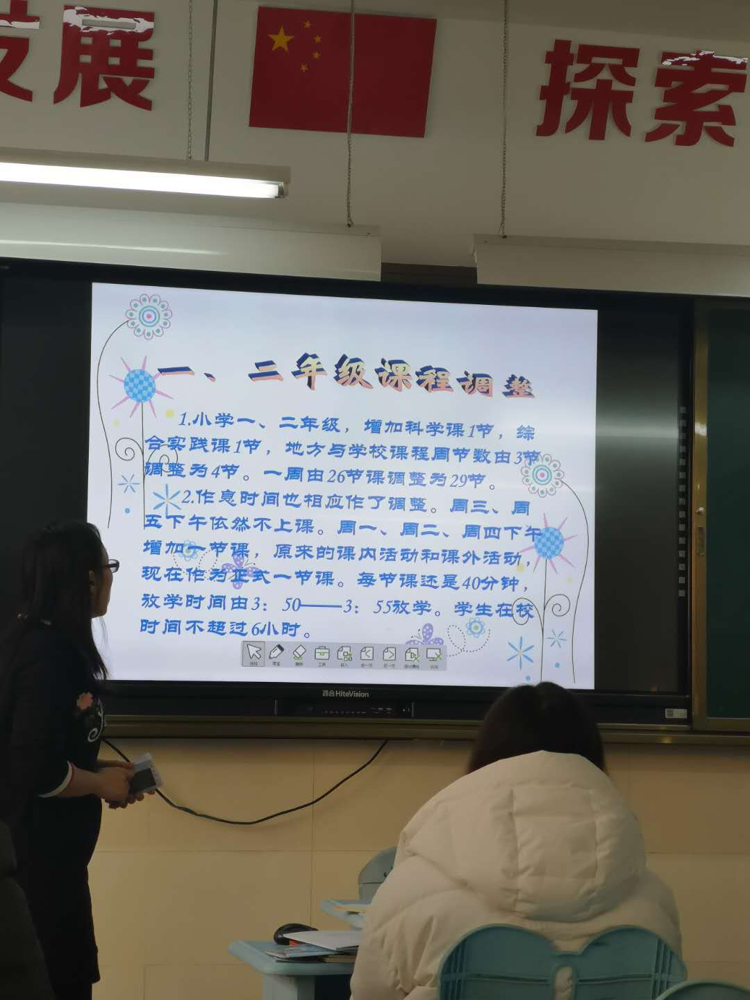 发展
探索
一、二年级课程调整
1.小学一、二年级，增加科学课1节，综
合实践课1节，地方与学校课程周节数由3节
调整为4节。一周由26节课调整为29节。
2.作息时间也相应作了调整。周三、周
五下午依然不上课。周一、周二、周四下午
增加一节课，原来的课内活动和课外活动，
现在作为正式一节课。每节课还是40分钟，
放学时间由3：50——3：55放学。学生在校
时间不超过6小时。
HiteVision